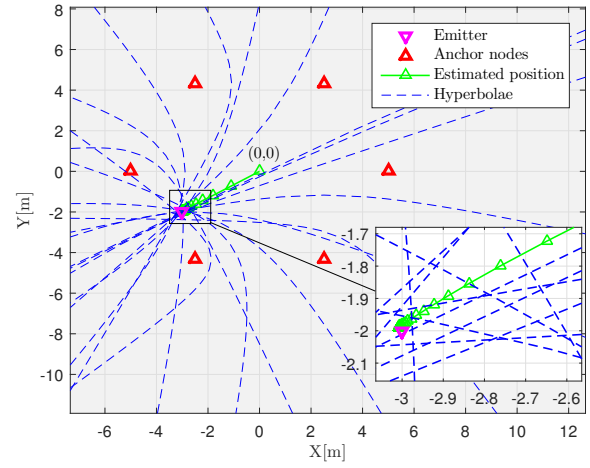 8
6
4
2
0
-2
-4
-6
-8
-10
Y[m]
-6 -4 -2 0 2 4 6 8 10 12
X[m]
Emitter
Anchor nodes
Estimated position
Hyperbolae
(0,0)
-1.7
-1.8
-1.9
-2
-2.1
-3 -2.9 -2.8 -2.7 -2.6